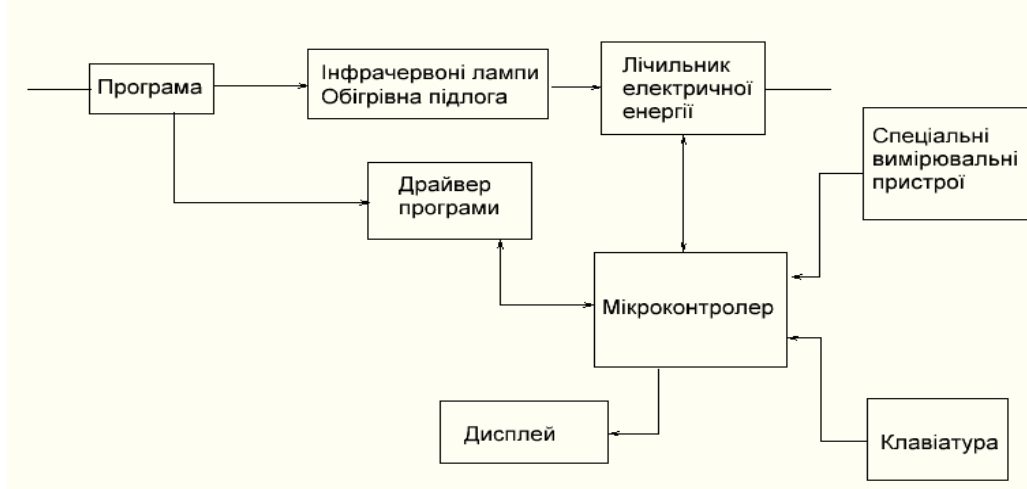 Програма
Інфрачервоні лампи
Обігрівна підлога
Лічильник
електричної
енергії
Спеціальні
вимірювальні
пристрої
Драйвер
програми
Мікроконтролер
Дисплей
Клавіатура